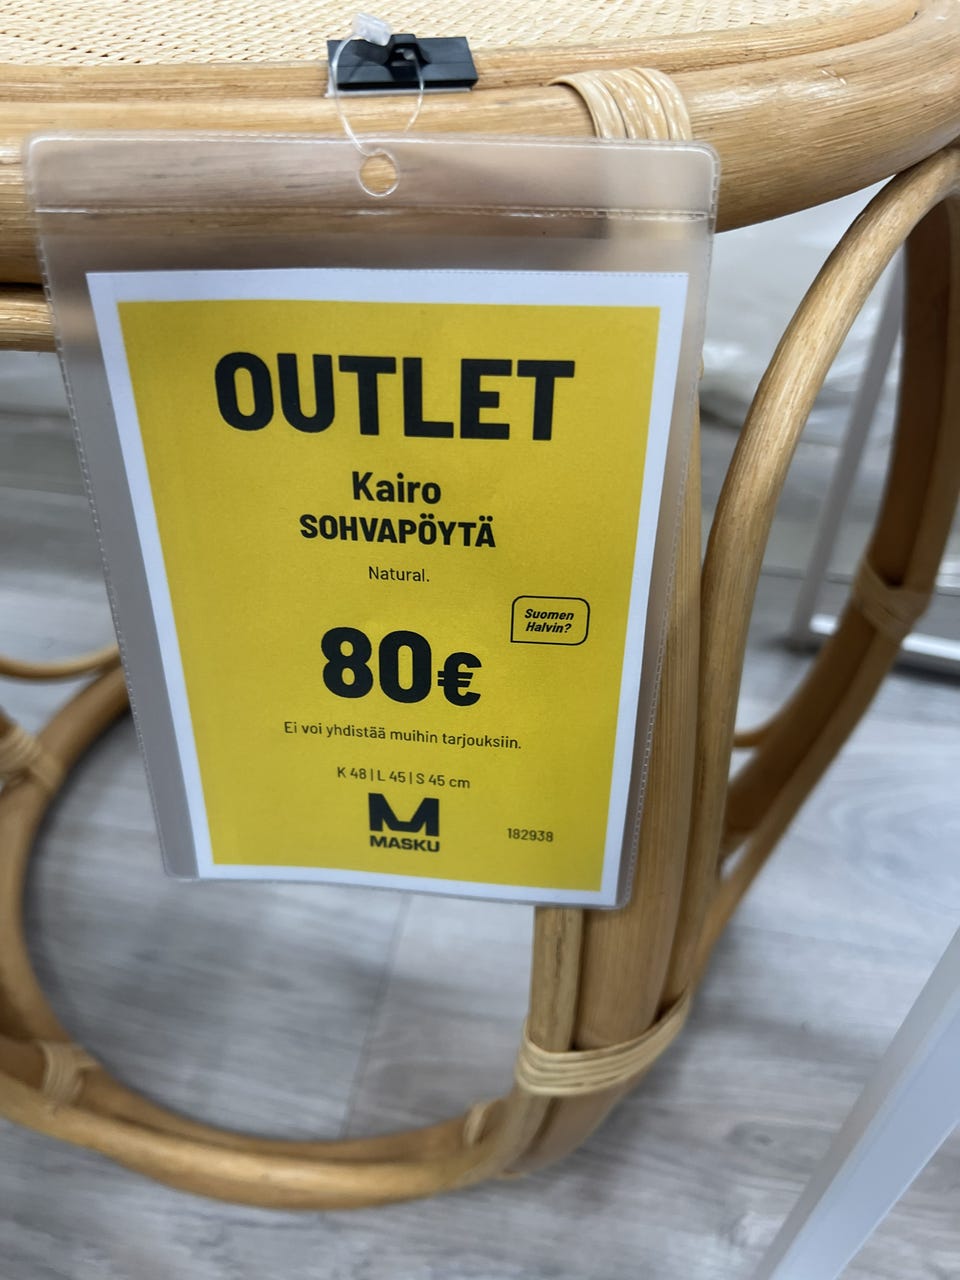 OUTLET
Kairo
SOHVAPÖYTÄ
Natural.
Suomen
Halvin?
80€
Ei voi yhdistää muihin tarjouksiin.
K 48 | L 45 | S 45 cm
MASKU
182938